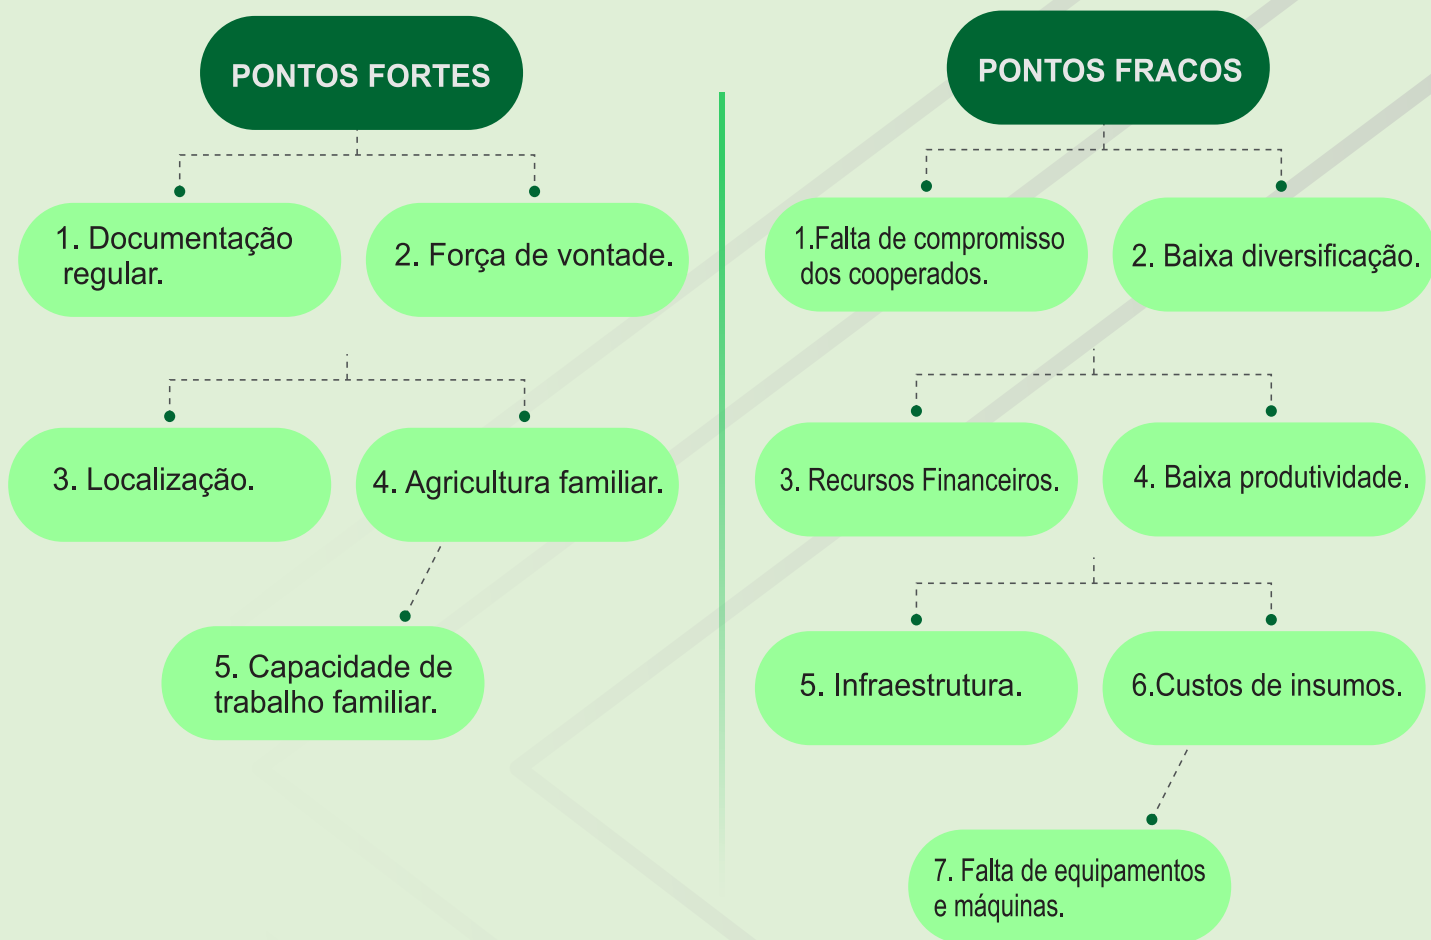 PONTOS FORTES
1. Documentação
regular.
2. Força de vontade.
3. Localização.
4. Agricultura familiar.
5. Capacidade de
trabalho familiar.
PONTOS FRACOS
1.Falta de compromisso
dos cooperados.
2. Baixa diversificação.
3. Recursos Financeiros.
4. Baixa produtividade.
5. Infraestrutura.
6.Custos de insumos.
7. Falta de equipamentos
e máquinas.